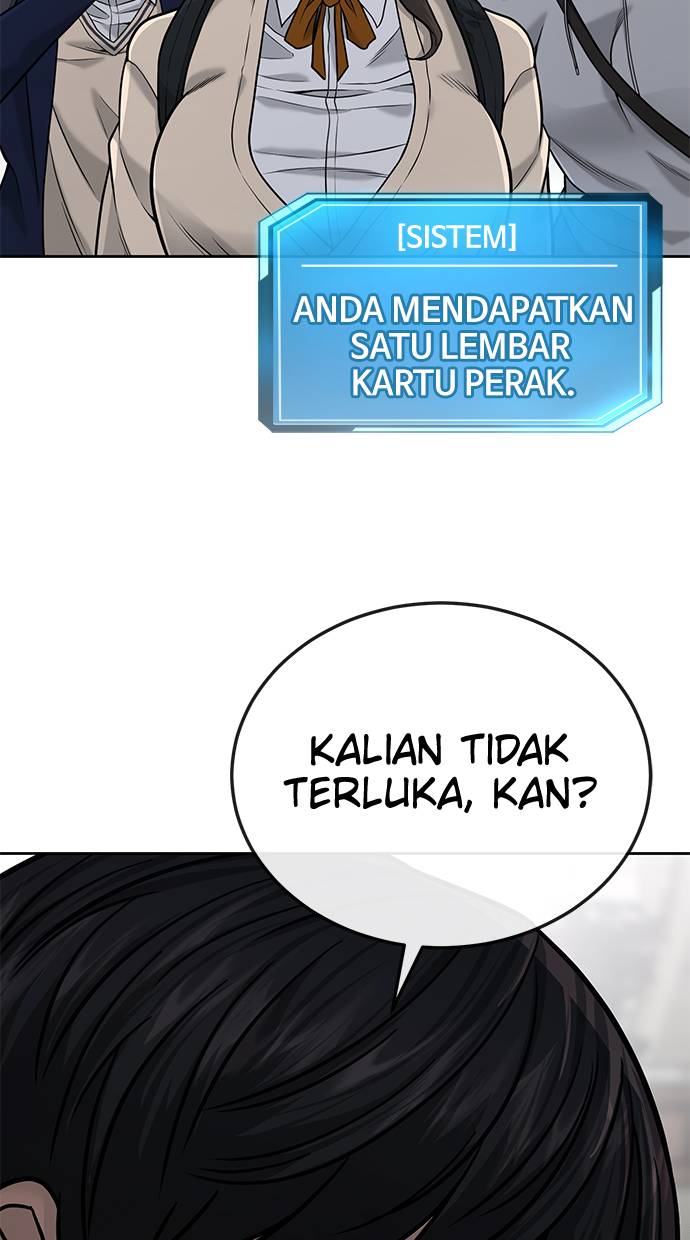 [SISTEM]
ANDA MENDAPATKAN
SATU LEMBAR
KARTU PERAK.
KALIAN TIDAK
TERLUKA, KAN?